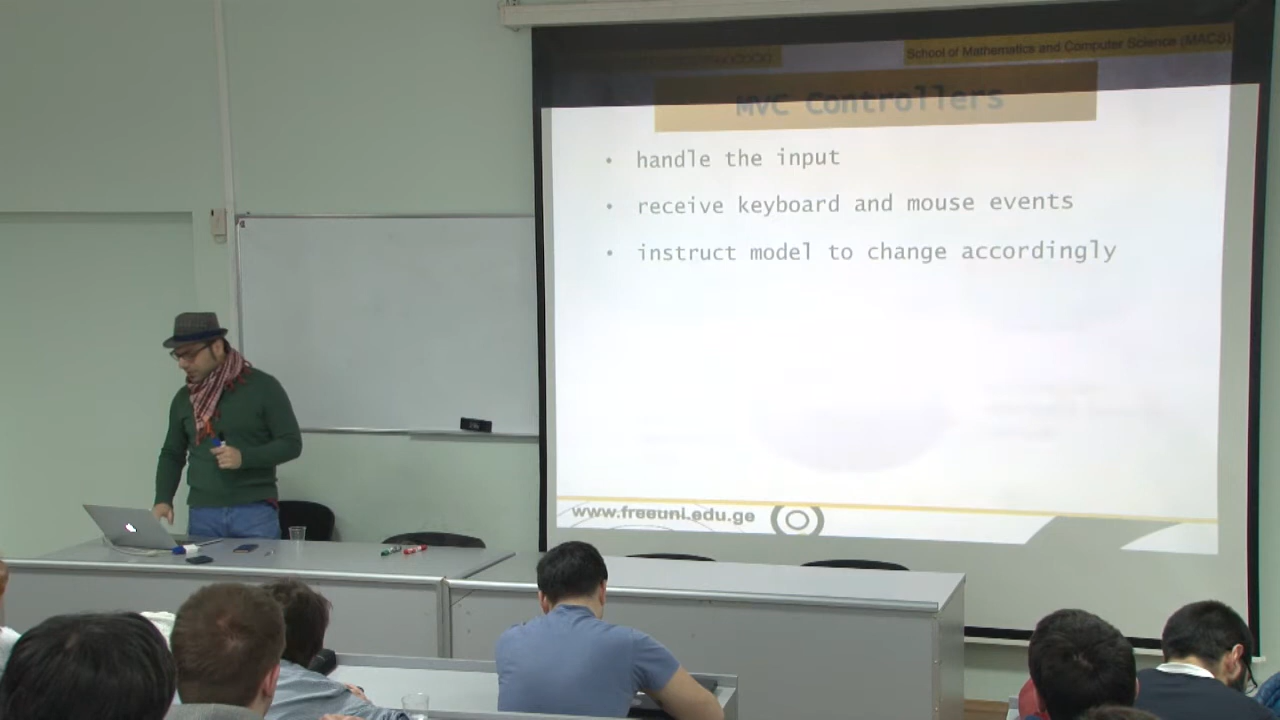 School of Mathematics and Computer Science (MACS)
MVC Controllers
• handle the input
• receive keyboard and mouse events
• instruct model to change accordingly
www.freeuni.edu.ge